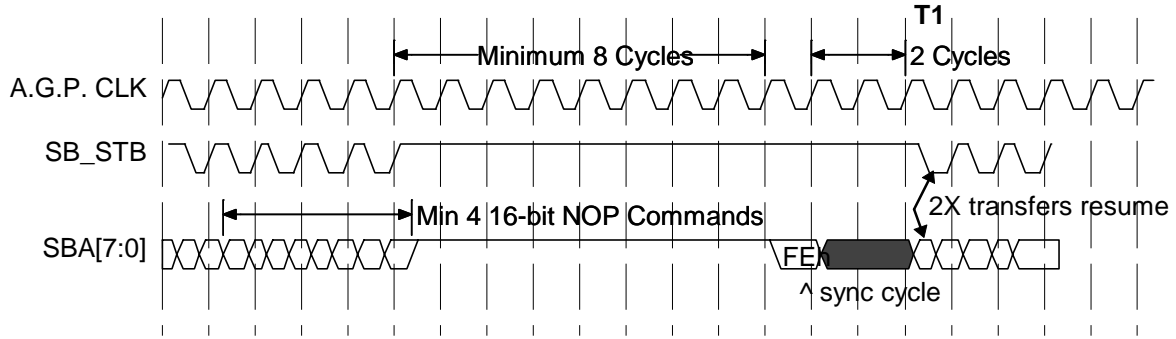 T1
Minimum 8 Cycles
2 Cycles
A.G.P. CLK
SB_STB
Min 4 16-bit NOP Commands
2X transfers resume
SBA[7:0]
FEh
^ sync cycle